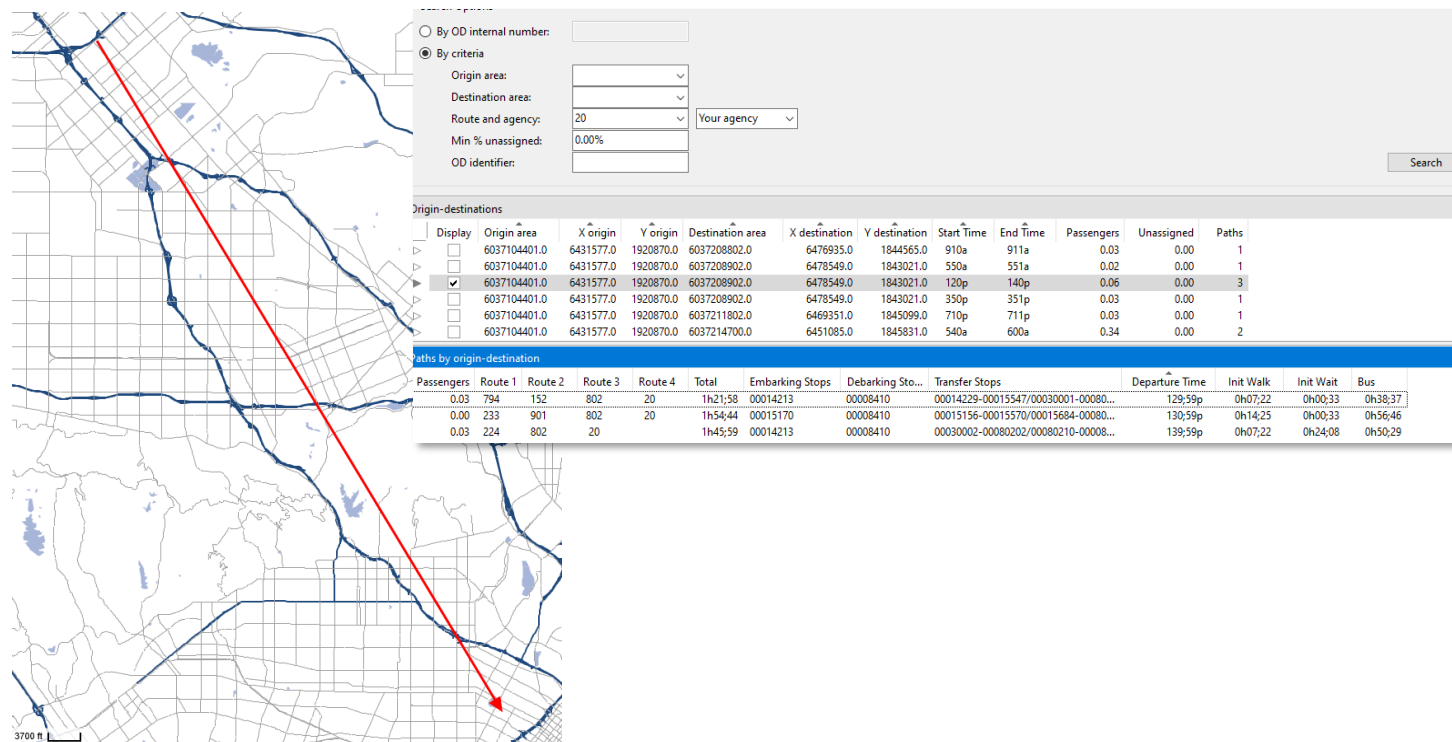 Search Options
By OD internal number:
By criteria
Origin area:
Destination area:
Route and agency: 20 Your agency
Min % unassigned: 0.00%
OD identifier:
Search
Origin-destinations
Display Origin area X origin Y origin Destination area X destination Y destination Start Time End Time Passengers Unassigned Paths
6037104401.0 6431577.0 1920870.0 6037208802.0 6476935.0 1844565.0 910a 911a 0.03 0.00 1
6037104401.0 6431577.0 1920870.0 6037208902.0 6478549.0 1843021.0 550a 551a 0.02 0.00 1
6037104401.0 6431577.0 1920870.0 6037208902.0 6478549.0 1843021.0 120p 140p 0.06 0.00 3
6037104401.0 6431577.0 1920870.0 6037208902.0 6478549.0 1843021.0 350p 351p 0.03 0.00 1
6037104401.0 6431577.0 1920870.0 6037211802.0 6469351.0 1845099.0 710p 711p 0.03 0.00 1
6037104401.0 6431577.0 1920870.0 6037214700.0 6451085.0 1845831.0 540a 600a 0.34 0.00 2
Paths by origin-destination
Passengers Route 1 Route 2 Route 3 Route 4 Total Embarking Stops Debarking Sto... Transfer Stops Departure Time Init Walk Init Wait Bus
0.03 794 152 802 20 1h21;58 00014213 00008410 00014229-00015547/00030001-00080... 129;59p 0h07;22 0h00;33 0h38;37
0.00 233 901 802 20 1h54;44 00015170 00008410 00015156-00015570/00015684-00080... 130;59p 0h14;25 0h00;33 0h56;46
0.03 224 802 20 1h45;59 00014213 00008410 00030002-00080202/00080210-00008... 139;59p 0h07;22 0h24;08 0h50;29
3700 ft